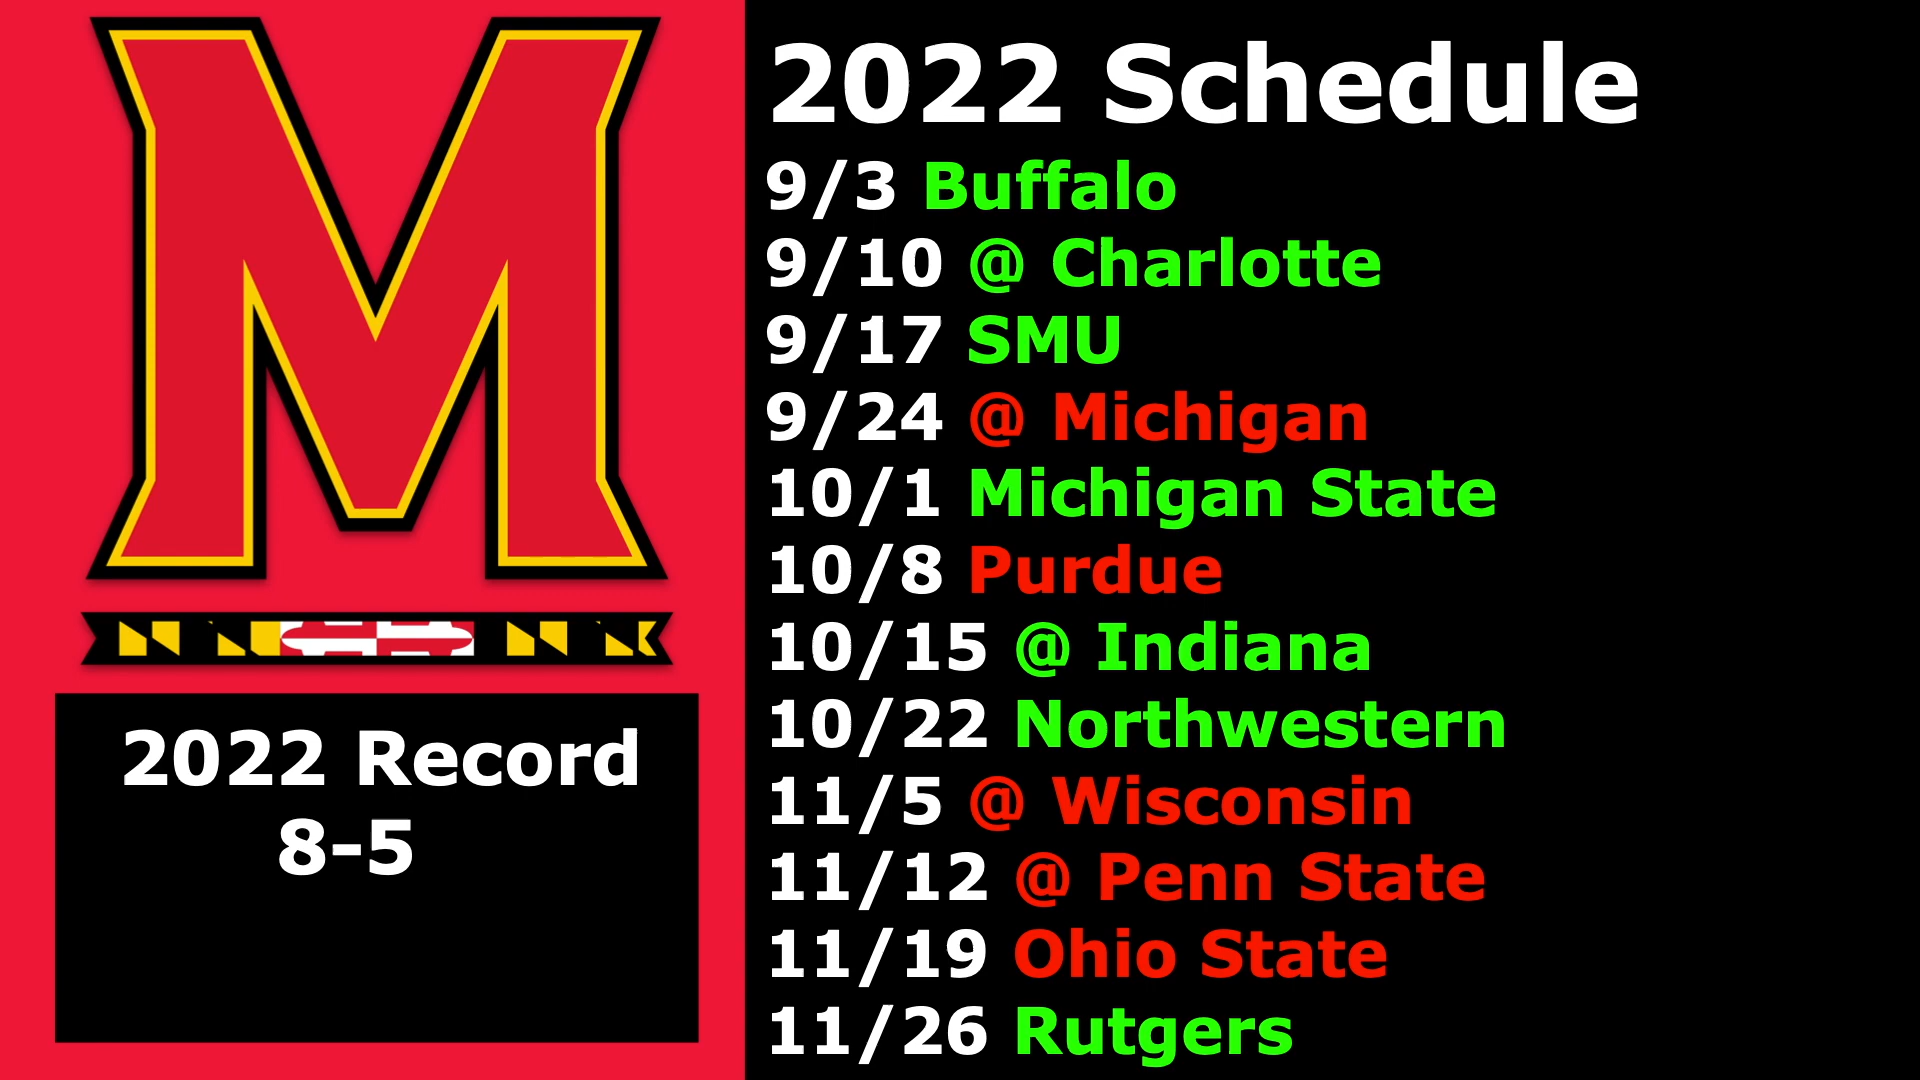 M
2022 Record
8-5
2022 Schedule
9/3 Buffalo
9/10 @ Charlotte
9/17 SMU
9/24 @ Michigan
10/1 Michigan State
10/8 Purdue
10/15 @ Indiana
10/22 Northwestern
11/5 @ Wisconsin
11/12 @ Penn State
11/19 Ohio State
11/26 Rutgers